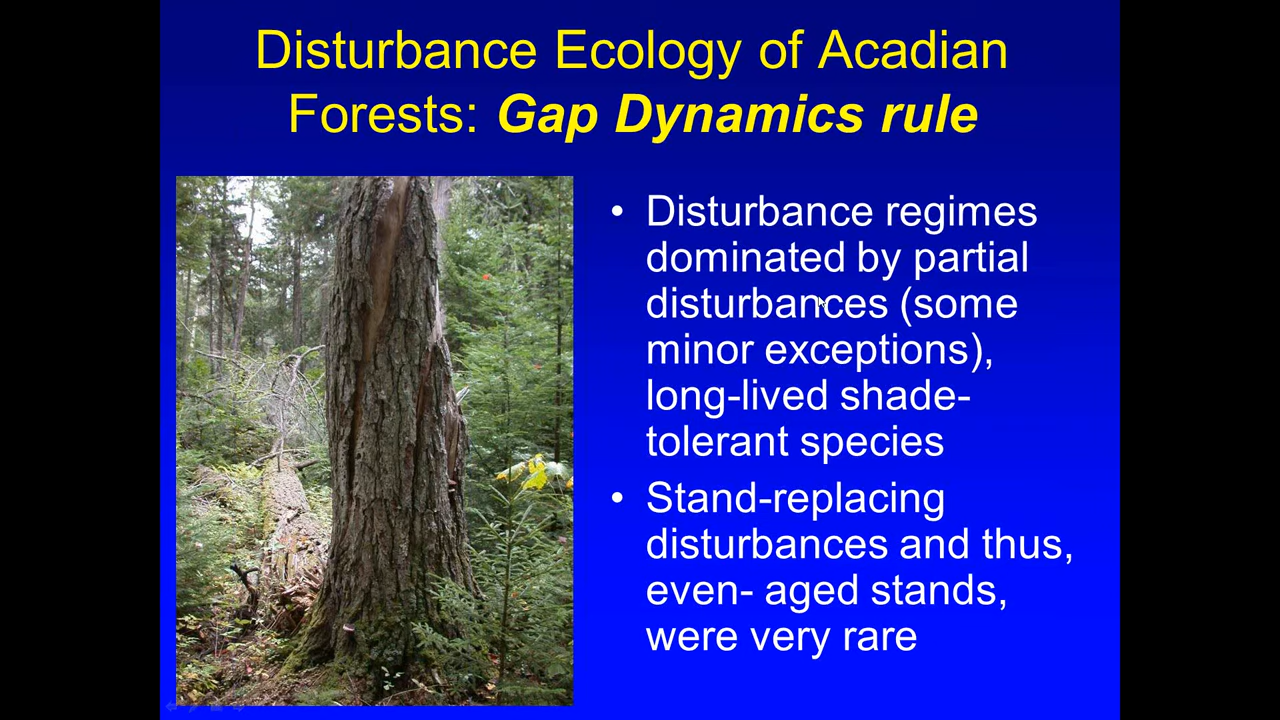 Disturbance Ecology of Acadian
Forests: Gap Dynamics rule
• Disturbance regimes
dominated by partial
disturbances (some
minor exceptions),
long-lived shade-
tolerant species
• Stand-replacing
disturbances and thus,
even- aged stands,
were very rare